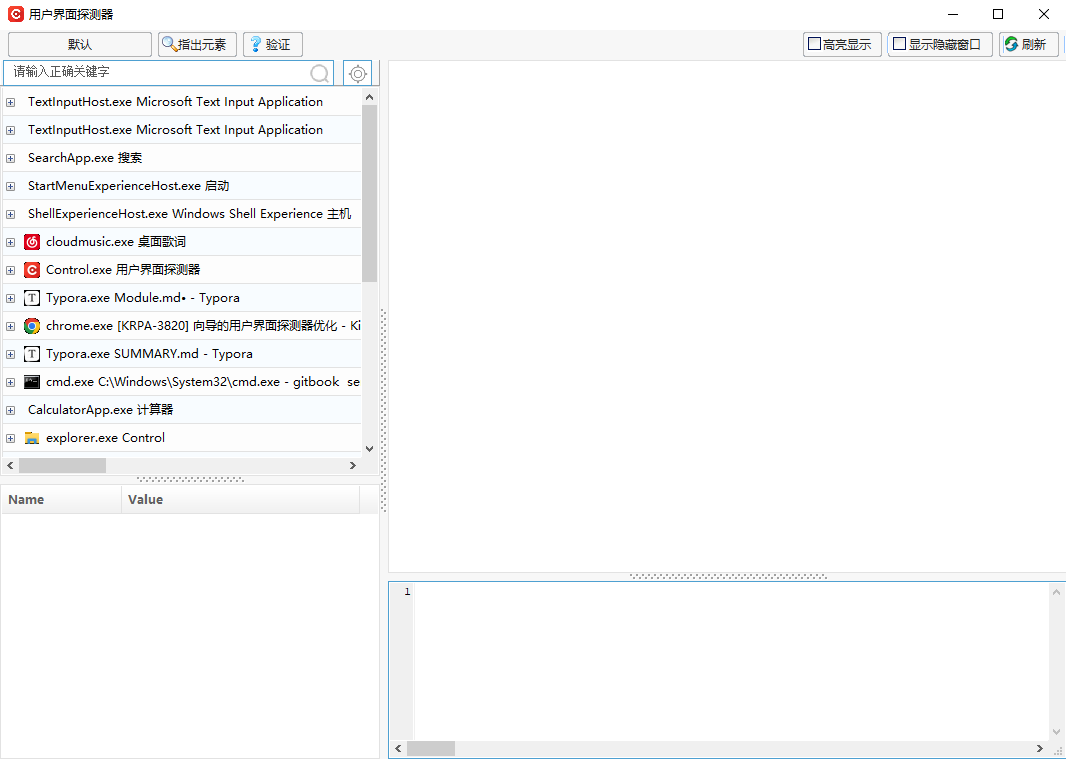 用户界面探测器
默认
指出元素
验证
高亮显示
显示隐藏窗口
刷新
请输入正确关键字
TextInputHost.exe Microsoft Text Input Application
TextInputHost.exe Microsoft Text Input Application
SearchApp.exe 搜索
StartMenuExperienceHost.exe 启动
ShellExperienceHost.exe Windows Shell Experience 主机
cloudmusic.exe 桌面歌词
Control.exe 用户界面探测器
Typora.exe Module.md• - Typora
chrome.exe [KRPA-3820] 向导的用户界面探测器优化 - Ki
Typora.exe SUMMARY.md - Typora
cmd.exe C:\Windows\System32\cmd.exe - gitbook  se
CalculatorApp.exe 计算器
explorer.exe Control
Name
Value
1